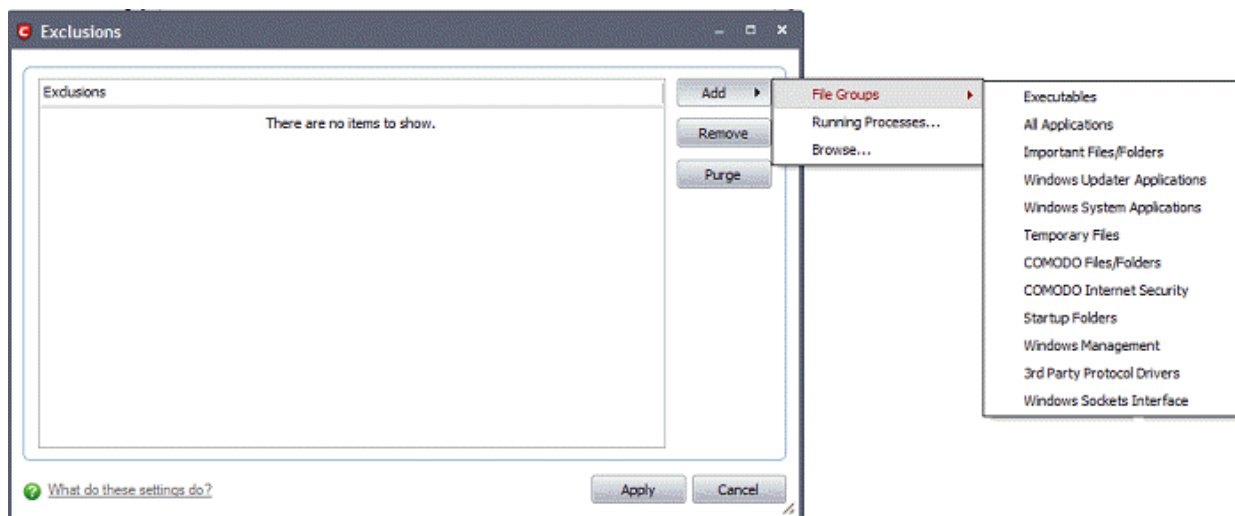 Exclusions
Exclusions
There are no items to show.
Add
Remove
Purge
File Groups
Running Processes...
Browse...
Executables
All Applications
Important Files/Folders
Windows Updater Applications
Windows System Applications
Temporary Files
COMODO Files/Folders
COMODO Internet Security
Startup Folders
Windows Management
3rd Party Protocol Drivers
Windows Sockets Interface
What do these settings do?
Apply
Cancel